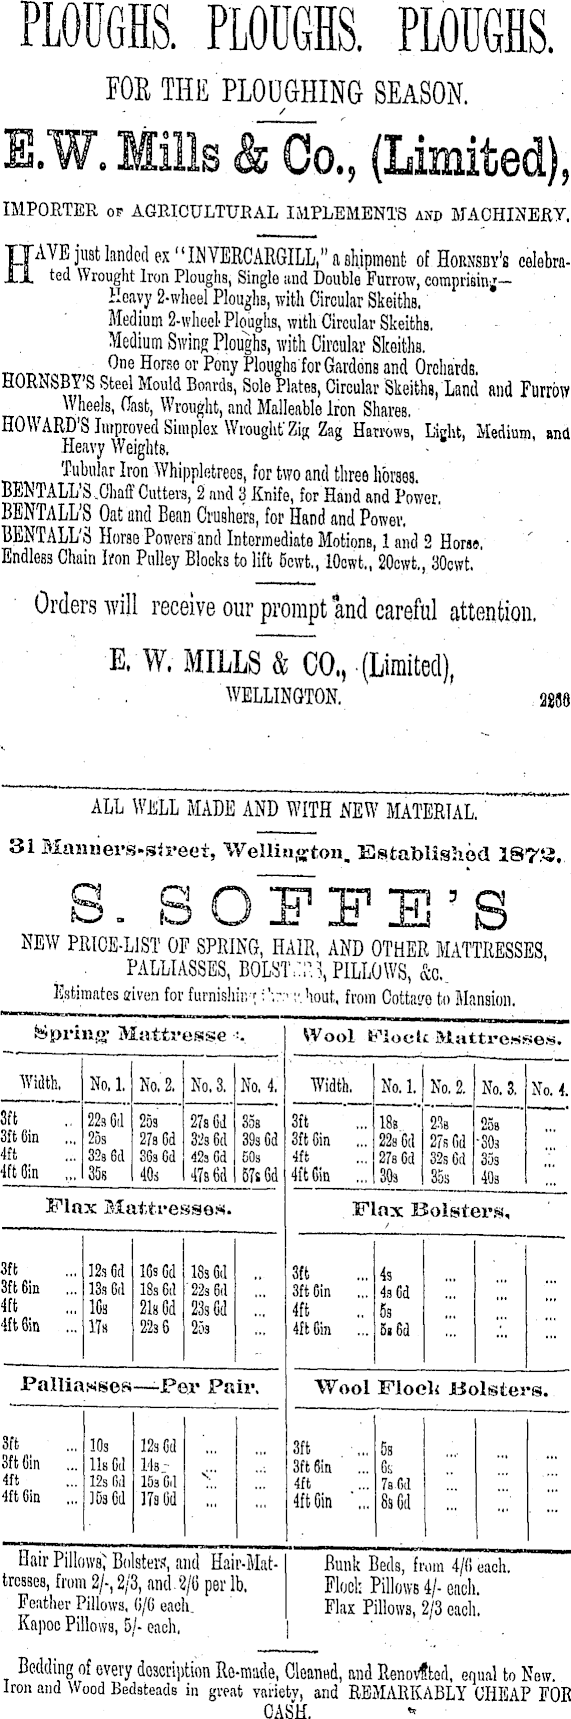 PLOUGHS. PLOUGHS. PLOUGHS.
FOR THE PLOUGHING SEASON.
E. W. Mills & Co., (Limited),
IMPORTER OF AGRICULTURAL IMPLEMENTS AND MACHINERY.
HAVE just landed ex "INVERCARGILL," a shipment of HORNSBY'S celebra-
ted Wrought Iron Ploughs, Single and Double Furrow, comprising—
Heavy 2-wheel Ploughs, with Circular Skeiths.
Medium 2-wheel Ploughs, with Circular Skeiths.
Medium Swing Ploughs, with Circular Skeiths.
One Horse or Pony Ploughs for Gardens and Orchards.
HORNSBY'S Steel Mould Boards, Sole Plates, Circular Skeiths, Land and Furrow
Wheels, Cast, Wrought, and Malleable Iron Shares.
HOWARD'S Improved Simplex Wrought Zig Zag Harrows, Light, Medium, and
Heavy Weights.
Tubular Iron Whippletrees, for two and three horses.
BENTALL'S Chaff Cutters, 2 and 3 Knife, for Hand and Power.
BENTALL'S Oat and Bean Crushers, for Hand and Power.
BENTALL'S Horse Powers and Intermediate Motions, 1 and 2 Horse.
Endless Chain Iron Pulley Blocks to lift 5cwt., 10cwt., 20cwt., 30cwt.
Orders will receive our prompt and careful attention.
E. W. MILLS & CO., (Limited),
WELLINGTON.
ALL WELL MADE AND WITH NEW MATERIAL.
31 Manners-street, Wellington. Established 1872.
S. SOFFE'S
NEW PRICE-LIST OF SPRING, HAIR, AND OTHER MATTRESSES,
PALLIASSES, BOLSTERS, PILLOWS, &c.
Estimates given for furnishing throughout, from Cottage to Mansion.
Spring Mattresses.
Width. No. 1. No. 2. No. 3. No. 4.
3ft .. 22s 6d 25s 27s 6d 35s
3ft 6in ... 25s 27s 6d 32s 6d 39s 6d
4ft ... 32s 6d 36s 6d 42s 6d 50s
4ft 6in ... 35s 40s 47s 6d 57s 6d
Wool Flock Mattresses.
Width. No. 1. No. 2. No. 3. No. 4.
3ft ... 18s 23s 25s ...
3ft 6in ... 22s 6d 27s 6d 30s ...
4ft ... 27s 6d 32s 6d 35s ...
4ft 6in ... 30s 35s 40s ...
Flax Mattresses.
3ft ... 12s 6d 16s 6d 18s 6d ..
3ft 6in ... 13s 6d 18s 6d 22s 6d ...
4ft ... 16s 21s 6d 23s 6d ...
4ft 6in ... 17s 22s 6 25s ...
Flax Bolsters.
3ft ... 4s ... ... ...
3ft 6in ... 4s 6d ... ... ...
4ft .. 5s ... ... ...
4ft 6in ... 5s 6d ... ... ...
Palliasses—Per Pair.
3ft ... 10s 12s 6d ... ...
3ft 6in ... 11s 6d 14s ... ...
4ft ... 12s 6d 15s 6d ... ...
4ft 6in ... 15s 6d 17s 6d ... ...
Wool Flock Bolsters.
3ft ... 5s ... ... ...
3ft 6in ... 6s .. ... ...
4ft ... 7s 6d ... ... ...
4ft 6in ... 8s 6d ... ... ...
Hair Pillows, Bolsters, and Hair-Mat-
tresses, from 2/-, 2/3, and 2/6 per lb.
Feather Pillows, 6/6 each.
Kapoc Pillows, 5/- each.
Bunk Beds, from 4/6 each.
Flock Pillows 4/- each.
Flax Pillows, 2/3 each.
Bedding of every description Re-made, Cleaned, and Renovated, equal to New.
Iron and Wood Bedsteads in great variety, and REMARKABLY CHEAP FOR
CASH.